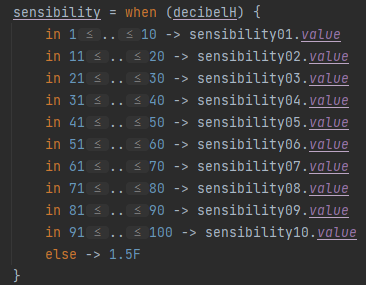 sensibility = when (decibelH) {
in 1≤..≤10 -> sensibility01.value
in 11≤..≤20 -> sensibility02.value
in 21≤..≤30 -> sensibility03.value
in 31≤..≤40 -> sensibility04.value
in 41≤..≤50 -> sensibility05.value
in 51≤..≤60 -> sensibility06.value
in 61≤..≤70 -> sensibility07.value
in 71≤..≤80 -> sensibility08.value
in 81≤..≤90 -> sensibility09.value
in 91≤..≤100 -> sensibility10.value
else -> 1.5F
}